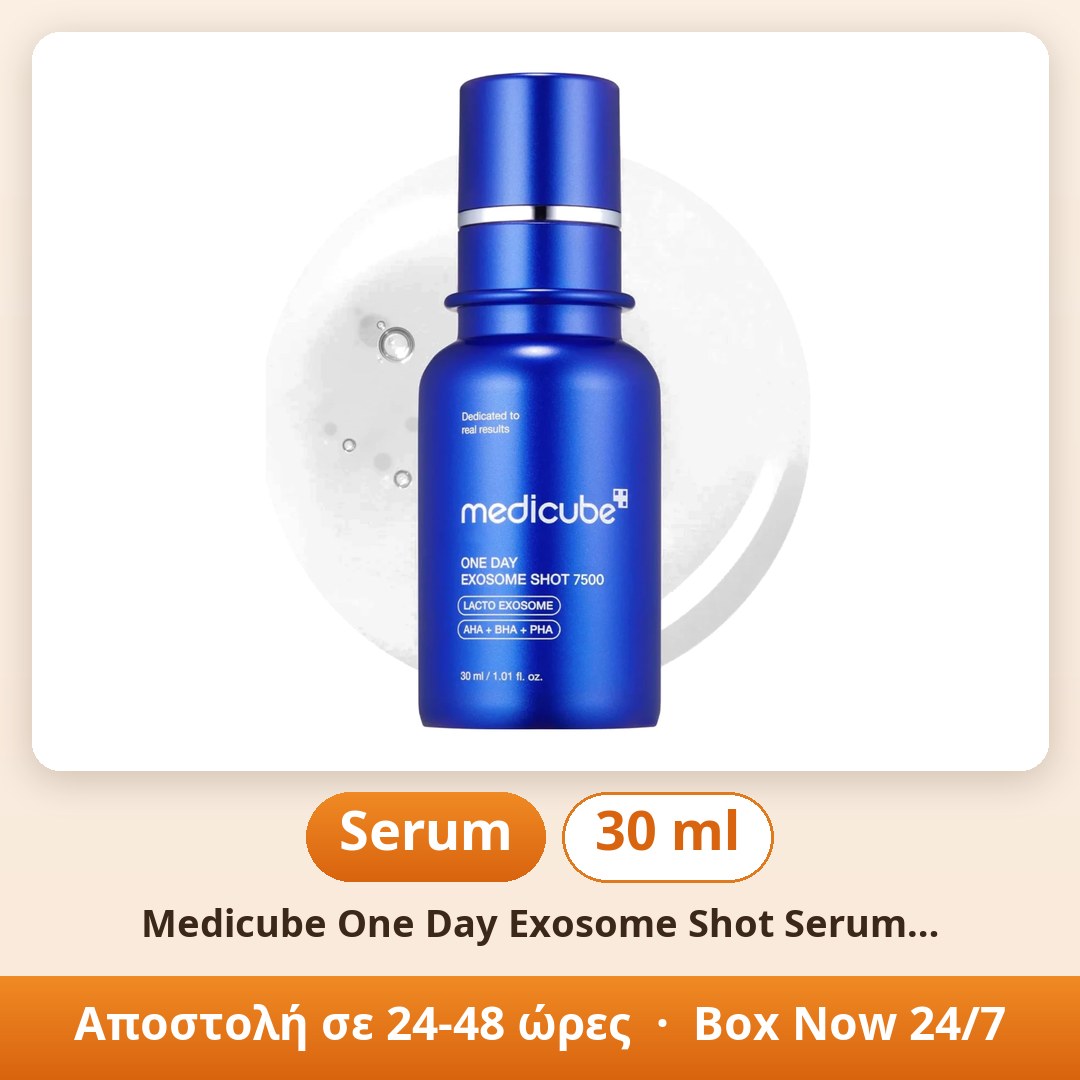 Dedicated to
real results
medicube
ONE DAY
EXOSOME SHOT 7500
LACTO EXOSOME
AHA + BHA + PHA
30 ml / 1.01 fl. oz.
Serum
30 ml
Medicube One Day Exosome Shot Serum...
Αποστολή σε 24-48 ώρες · Box Now 24/7